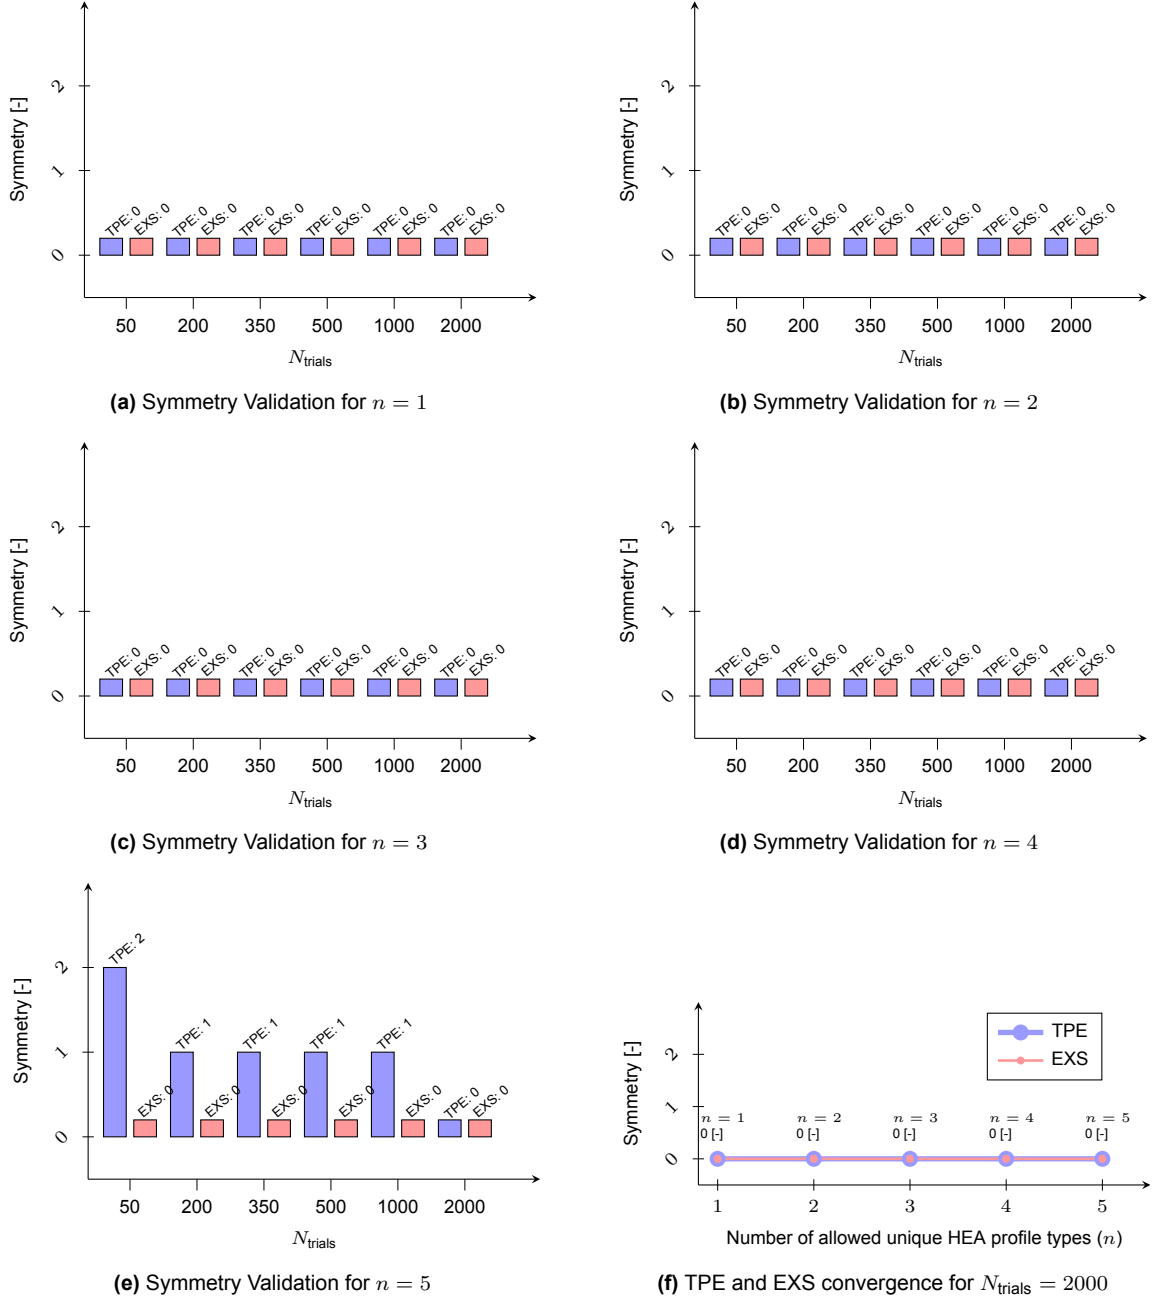 Symmetry [-]
2
1
0
TPE: 0 EXS: 0 TPE: 0 EXS: 0 TPE: 0 EXS: 0 TPE: 0 EXS: 0 TPE: 0 EXS: 0 TPE: 0 EXS: 0
50 200 350 500 1000 2000
N_trials
(a) Symmetry Validation for n = 1
Symmetry [-]
2
1
0
TPE: 0 EXS: 0 TPE: 0 EXS: 0 TPE: 0 EXS: 0 TPE: 0 EXS: 0 TPE: 0 EXS: 0 TPE: 0 EXS: 0
50 200 350 500 1000 2000
N_trials
(b) Symmetry Validation for n = 2
Symmetry [-]
2
1
0
TPE: 0 EXS: 0 TPE: 0 EXS: 0 TPE: 0 EXS: 0 TPE: 0 EXS: 0 TPE: 0 EXS: 0 TPE: 0 EXS: 0
50 200 350 500 1000 2000
N_trials
(c) Symmetry Validation for n = 3
Symmetry [-]
2
1
0
TPE: 0 EXS: 0 TPE: 0 EXS: 0 TPE: 0 EXS: 0 TPE: 0 EXS: 0 TPE: 0 EXS: 0 TPE: 0 EXS: 0
50 200 350 500 1000 2000
N_trials
(d) Symmetry Validation for n = 4
Symmetry [-]
2
1
0
TPE: 2 EXS: 0 TPE: 1 EXS: 0 TPE: 1 EXS: 0 TPE: 1 EXS: 0 TPE: 1 EXS: 0 TPE: 0 EXS: 0
50 200 350 500 1000 2000
N_trials
(e) Symmetry Validation for n = 5
Symmetry [-]
2
1
0
TPE
EXS
n = 1 n = 2 n = 3 n = 4 n = 5
0 [-] 0 [-] 0 [-] 0 [-] 0 [-]
1 2 3 4 5
Number of allowed unique HEA profile types (n)
(f) TPE and EXS convergence for N_trials = 2000